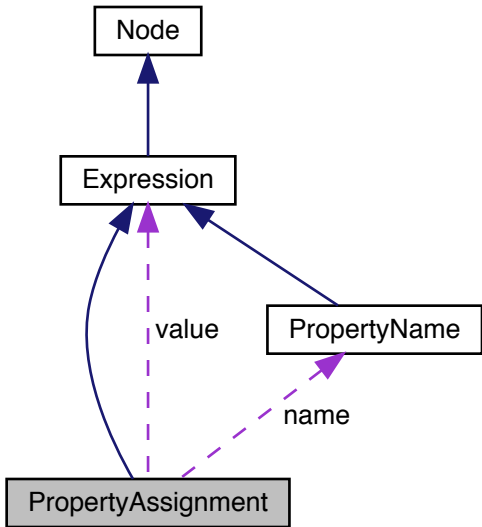 Node
Expression
value
PropertyName
name
PropertyAssignment